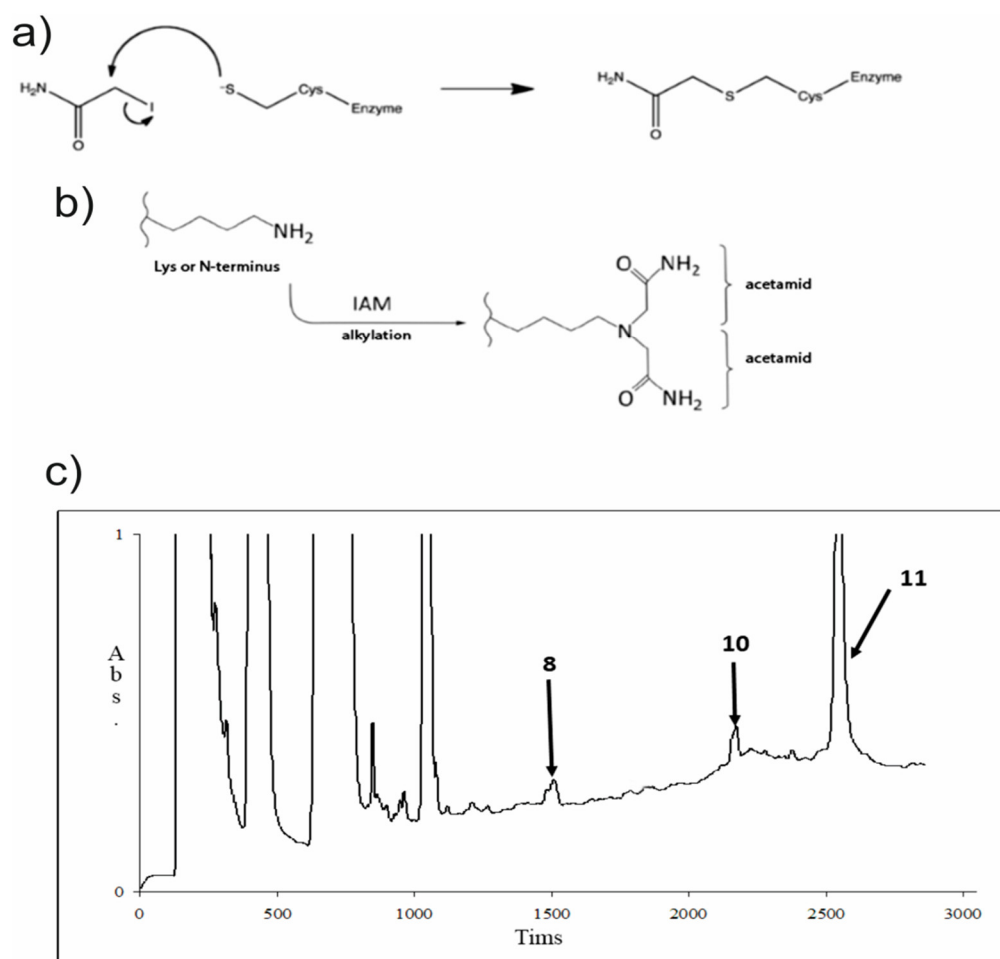 a)
H₂N
O
I
⁻S
Cys
Enzyme
H₂N
O
S
Cys
Enzyme
b)
NH₂
Lys or N-terminus
IAM
alkylation
O
NH₂
acetamid
N
O
NH₂
acetamid
c)
1
Abs.
0
8
10
11
0 500 1000 1500 2000 2500 3000
Tims